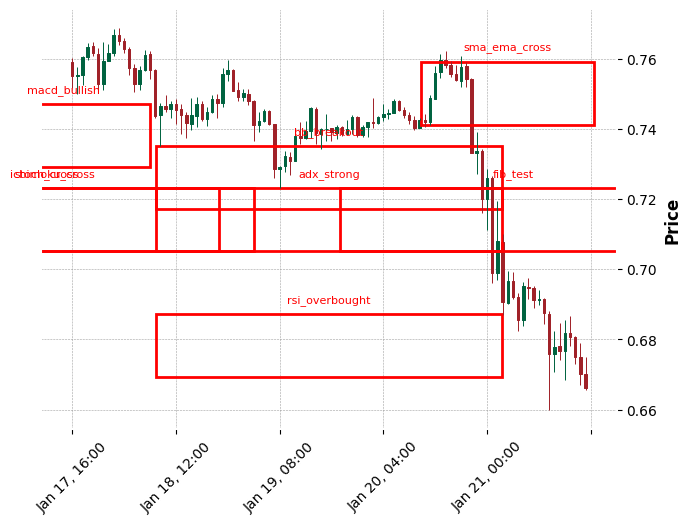 sma_ema_cross
0.76
macd_bullish
0.74
adx_strong
fib_test
0.72
Price
0.70
rsi_overbought
0.68
0.66
Jan 17, 16:00
Jan 18, 12:00
Jan 19, 08:00
Jan 20, 04:00
Jan 21, 00:00